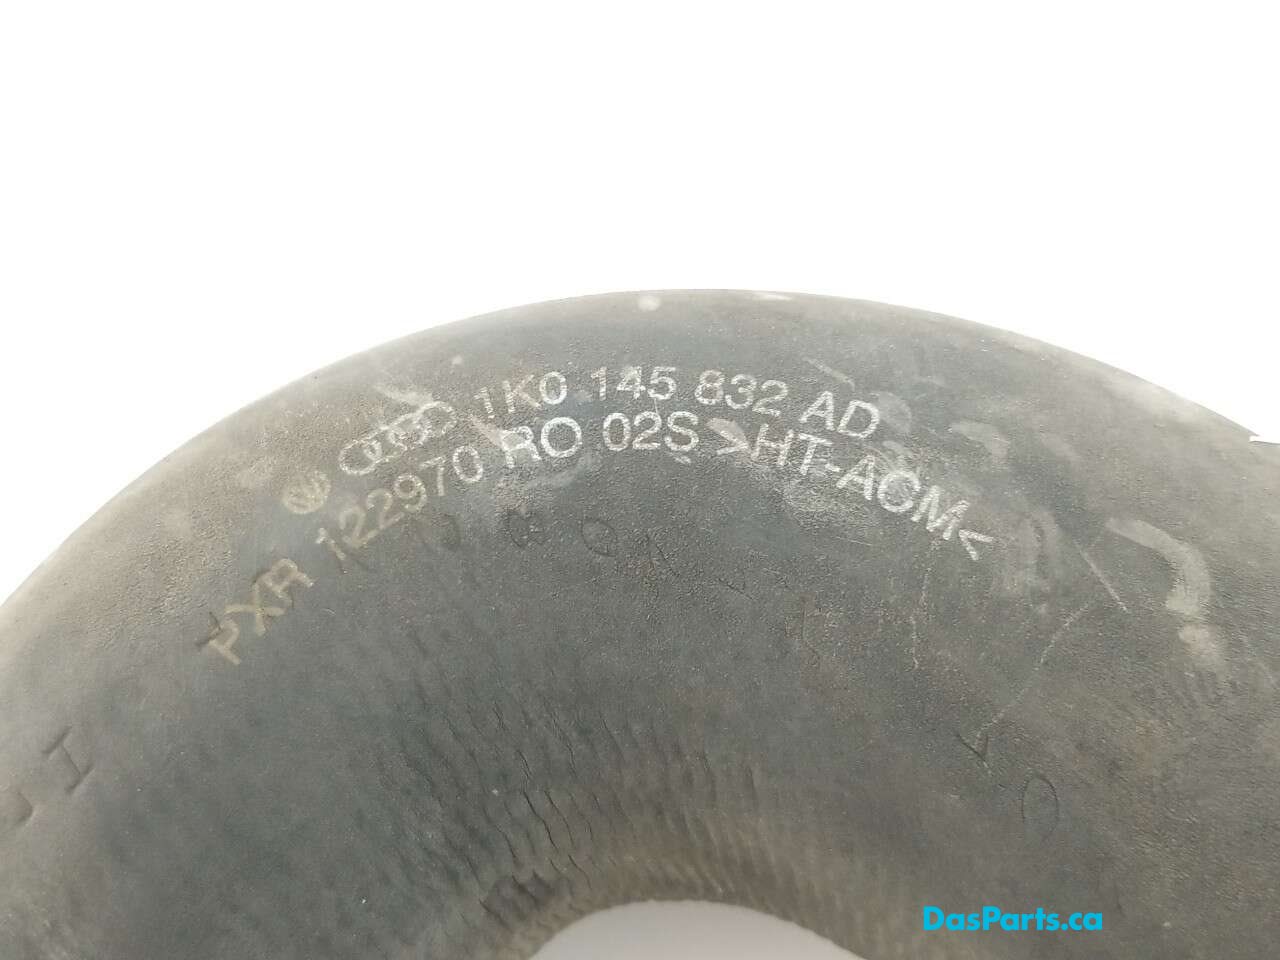 1K0 145 832 AD
PXR 122970 RO 02S >HT-ACM<
DasParts.ca